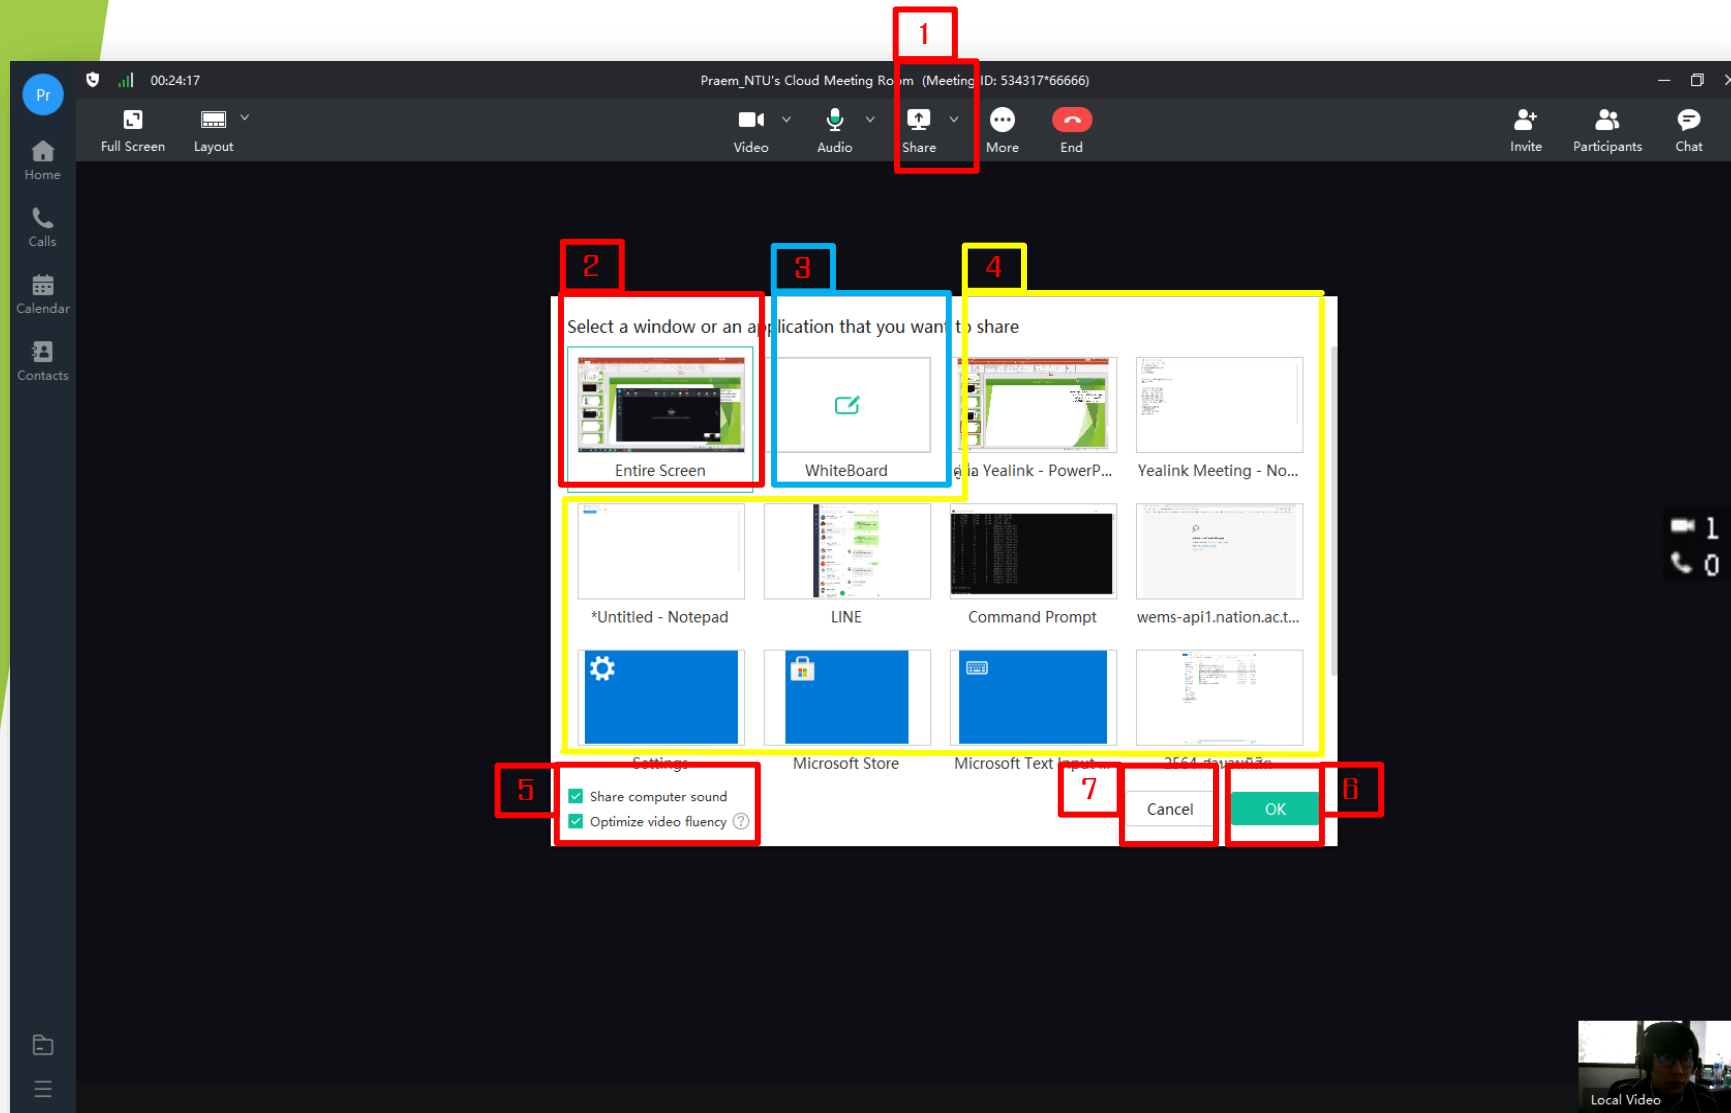 1
Pr
00:24:17
Praem_NTU's Cloud Meeting Room (Meeting ID: 534317*66666)
Full Screen
Layout
Video
Audio
Share
More
End
Invite
Participants
Chat
Home
Calls
Calendar
Contacts
2
3
4
Select a window or an application that you want to share
Entire Screen
WhiteBoard
คู่มือ Yealink - PowerP...
Yealink Meeting - No...
*Untitled - Notepad
LINE
Command Prompt
wems-api1.nation.ac.t...
Settings
Microsoft Store
Microsoft Text Input ...
2564
5
Share computer sound
Optimize video fluency
?
7
Cancel
OK
6
1
0
Local Video